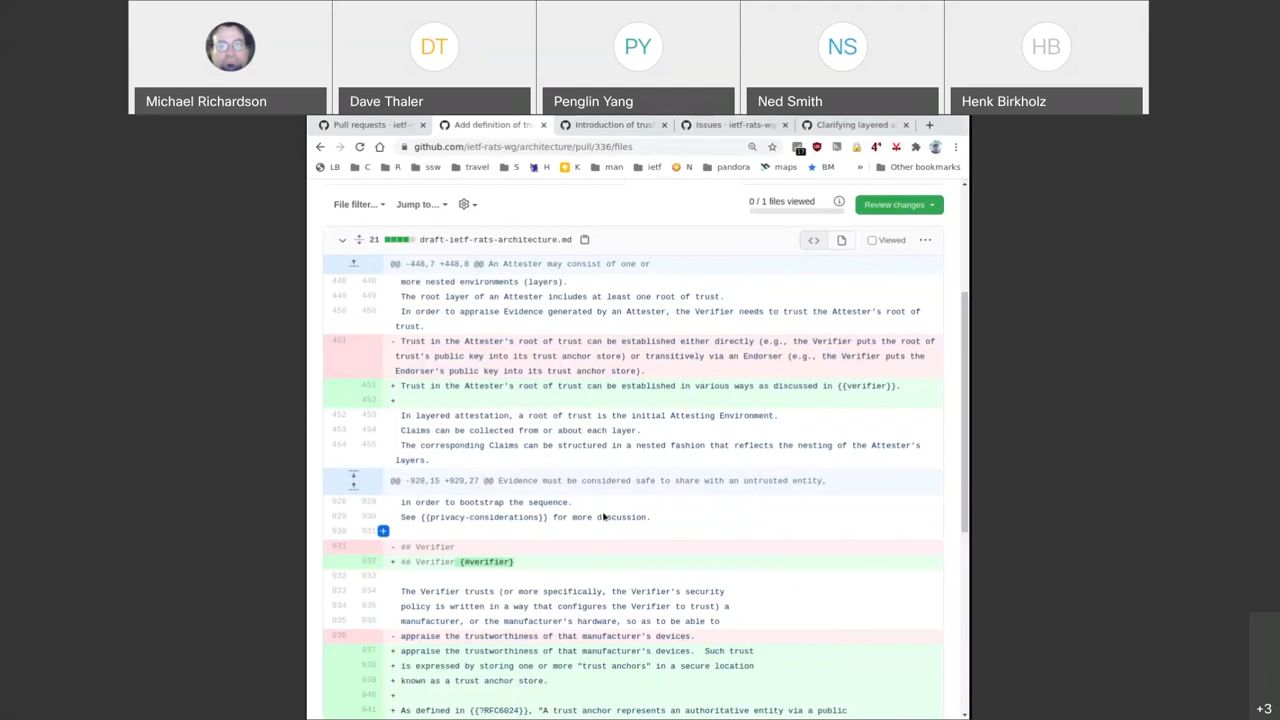 DT
PY
NS
HB
Michael Richardson
Dave Thaler
Penglin Yang
Ned Smith
Henk Birkholz
Pull requests · ietf-r
Add definition of tru
Introduction of trust
Issues · ietf-rats-wg
Clarifying layered a
github.com/ietf-rats-wg/architecture/pull/336/files
17
LB
C
R
ssw
travel
S
H
K
man
ietf
N
pandora
maps
BM
»
Other bookmarks
File filter...
Jump to...
0 / 1 files viewed
Review changes
21 draft-ietf-rats-architecture.md
Viewed
@@ -448,7 +448,8 @@ An Attester may consist of one or
448 448 more nested environments (layers).
449 449 The root layer of an Attester includes at least one root of trust.
450 450 In order to appraise Evidence generated by an Attester, the Verifier needs to trust the Attester's root of
trust.
451 - Trust in the Attester's root of trust can be established either directly (e.g., the Verifier puts the root of
trust's public key into its trust anchor store) or transitively via an Endorser (e.g., the Verifier puts the
Endorser's public key into its trust anchor store).
451 + Trust in the Attester's root of trust can be established in various ways as discussed in {{verifier}}.
452 +
452 453 In layered attestation, a root of trust is the initial Attesting Environment.
453 454 Claims can be collected from or about each layer.
454 455 The corresponding Claims can be structured in a nested fashion that reflects the nesting of the Attester's
layers.
@@ -928,15 +929,27 @@ Evidence must be considered safe to share with an untrusted entity,
928 929 in order to bootstrap the sequence.
929 930 See {{privacy-considerations}} for more discussion.
930 931
931 - ## Verifier
932 + ## Verifier {#verifier}
932 933
933 934 The Verifier trusts (or more specifically, the Verifier's security
934 935 policy is written in a way that configures the Verifier to trust) a
935 936 manufacturer, or the manufacturer's hardware, so as to be able to
936 - appraise the trustworthiness of that manufacturer's devices.
937 + appraise the trustworthiness of that manufacturer's devices. Such trust
938 + is expressed by storing one or more "trust anchors" in a secure location
939 + known as a trust anchor store.
940 +
941 + As defined in {{?RFC6024}}, "A trust anchor represents an authoritative entity via a public
+3